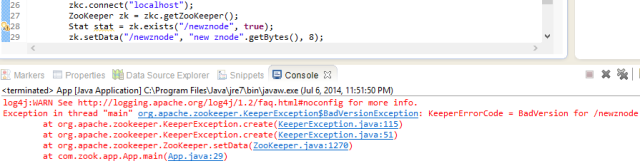 26 zkc.connect("localhost");
27 ZooKeeper zk = zkc.getZooKeeper();
28 Stat stat = zk.exists("/newznode", true);
29 zk.setData("/newznode", "new znode".getBytes(), 8);
Markers Properties Data Source Explorer Snippets Console
<terminated> App [Java Application] C:\Program Files\Java\jre7\bin\javaw.exe (Jul 6, 2014, 11:51:50 PM)
log4j:WARN See http://logging.apache.org/log4j/1.2/faq.html#noconfig for more info.
Exception in thread "main" org.apache.zookeeper.KeeperException$BadVersionException: KeeperErrorCode = BadVersion for /newznode
at org.apache.zookeeper.KeeperException.create(KeeperException.java:115)
at org.apache.zookeeper.KeeperException.create(KeeperException.java:51)
at org.apache.zookeeper.ZooKeeper.setData(ZooKeeper.java:1270)
at com.zook.app.App.main(App.java:29)